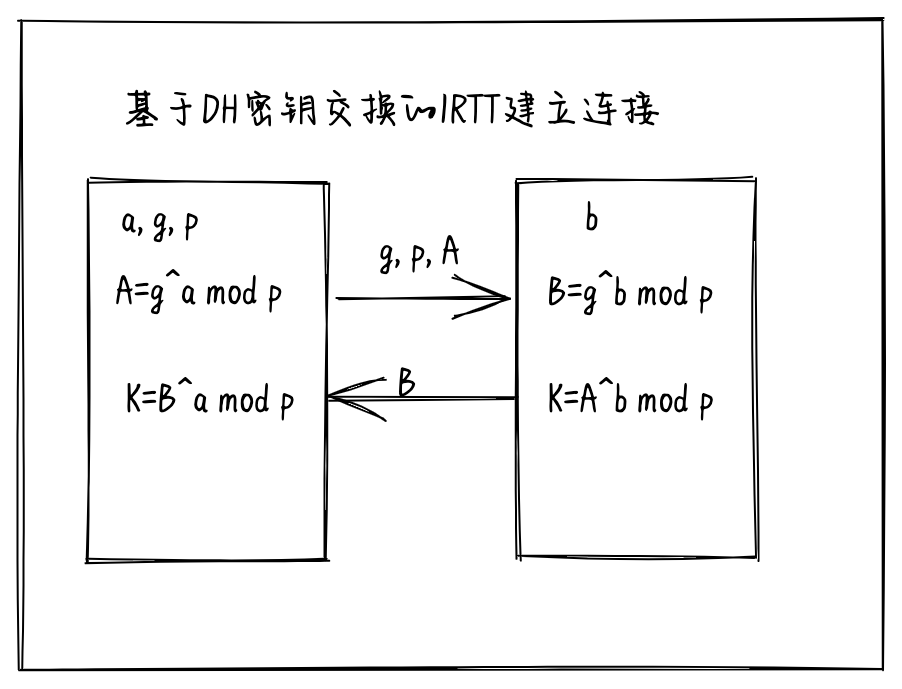 基于DH密钥交换的1RTT建立连接
a, g, p
A=g^a mod p
K=B^a mod p
g, p, A
B
b
B=g^b mod p
K=A^b mod p